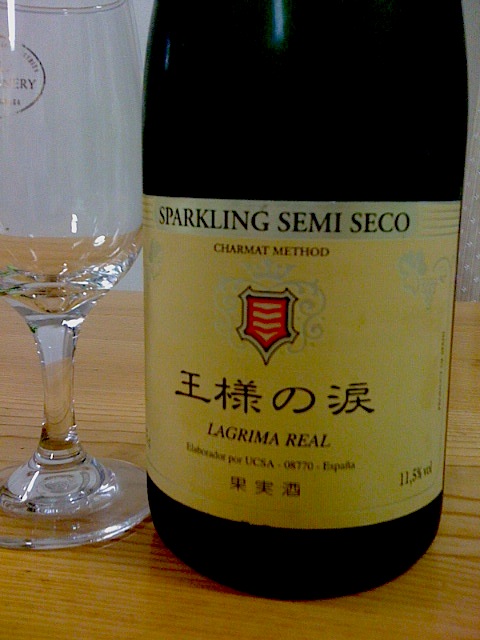 NERY
SPARKLING SEMI SECO
CHARMAT METHOD
王様の涙
LAGRIMA REAL
Elaborador por UCSA - 08770 - España
果実酒
11,5% vol